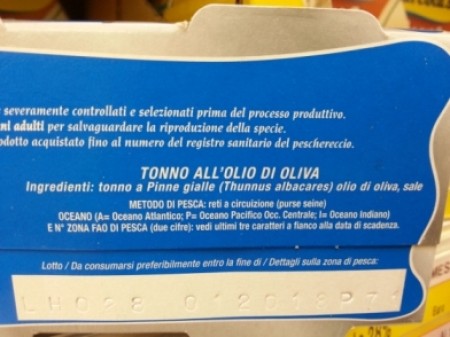 severamente controllati e selezionati prima del processo produttivo.
adulti per salvaguardare la riproduzione della specie.
acquistato fino al numero del registro sanitario del peschereccio.
TONNO ALL'OLIO DI OLIVA
Ingredienti: tonno a Pinne gialle (Thunnus albacares) olio di oliva, sale
METODO DI PESCA: reti a circuizione (purse seine)
OCEANO (A= Oceano Atlantico; P= Oceano Pacifico Occ. Centrale; I= Oceano Indiano)
E N° ZONA FAO DI PESCA (due cifre): vedi ultimi tre caratteri a fianco alla data di scadenza.
Lotto / Da consumarsi preferibilmente entro la fine di / Dettagli sulla zona di pesca:
LH028 012018P71